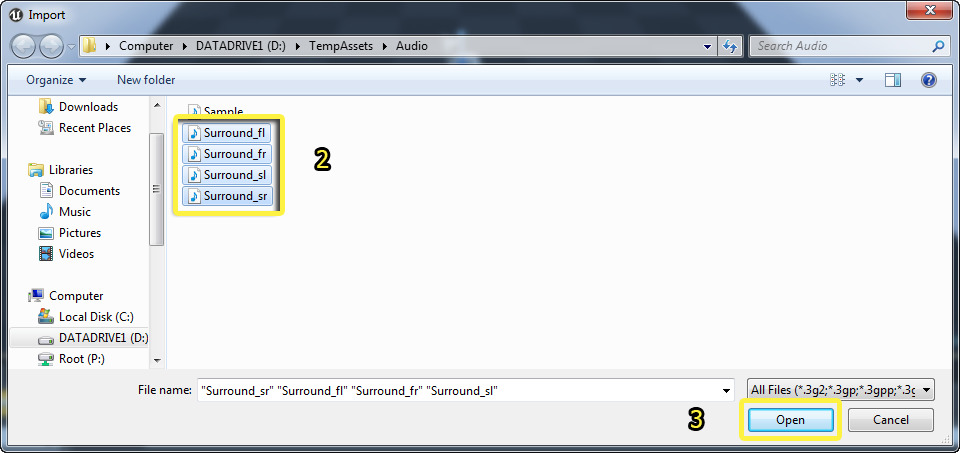 Import
Computer DATADRIVE1 (D:) TempAssets Audio
Search Audio
Organize New folder
Downloads
Recent Places
Libraries
Documents
Music
Pictures
Videos
Computer
Local Disk (C:)
DATADRIVE1 (D:)
Root (P:)
Sample
Surround_fl
Surround_fr
Surround_sl
Surround_sr
2
File name: "Surround_sr" "Surround_fl" "Surround_fr" "Surround_sl"
All Files (*.3g2;*.3gp;*.3gpp;*.3g
3
Open Cancel